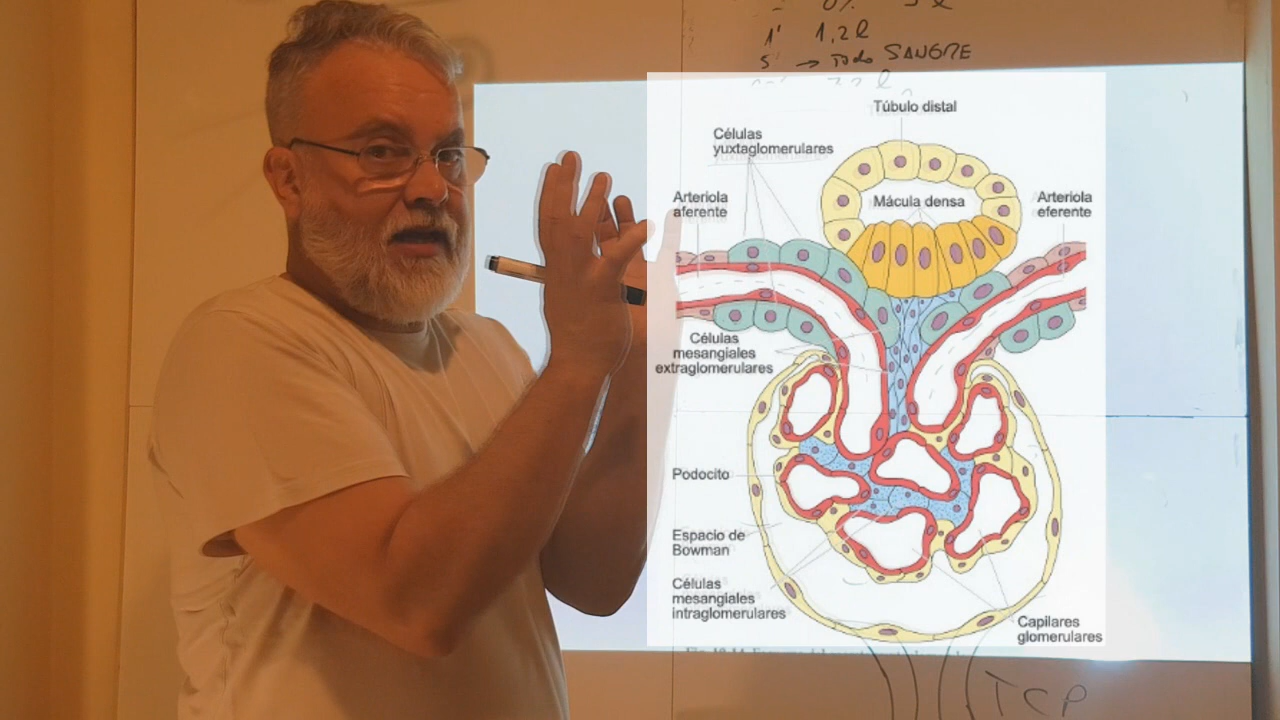 1' 1,2 l
5' → Todo SANGRE
Túbulo distal
Células
yuxtaglomerulares
Arteriola
aferente
Mácula densa
Arteriola
eferente
Células
mesangiales
extraglomerulares
Podocito
Espacio de
Bowman
Células
mesangiales
intraglomerulares
Capilares
glomerulares
TCP